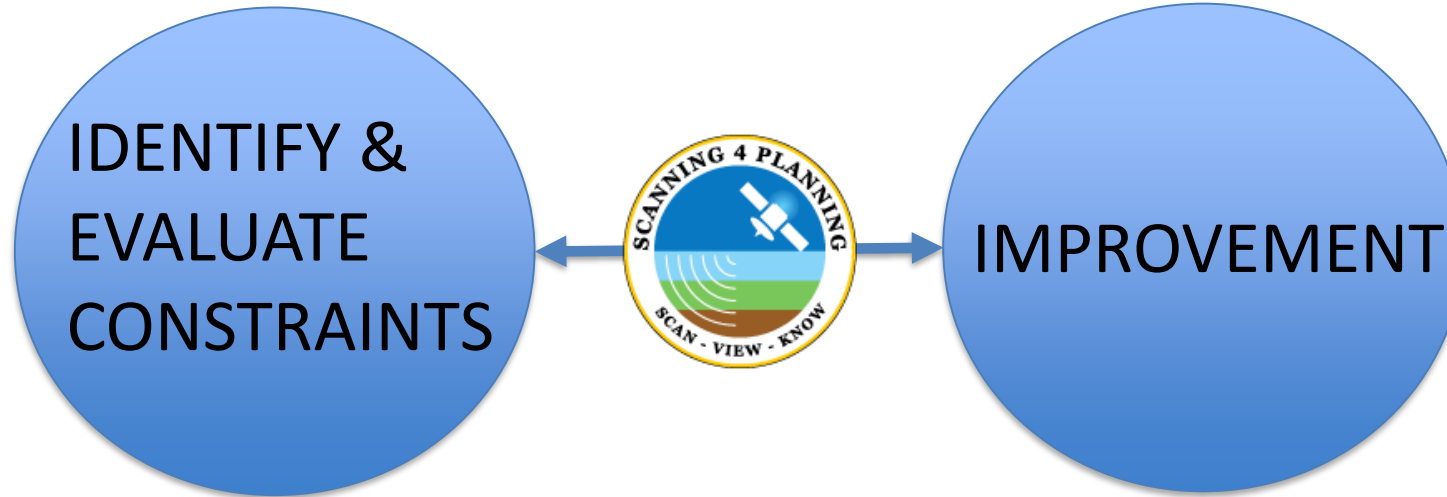 IDENTIFY &
EVALUATE
CONSTRAINTS
SCANNING 4 PLANNING
SCAN - VIEW - KNOW
IMPROVEMENT